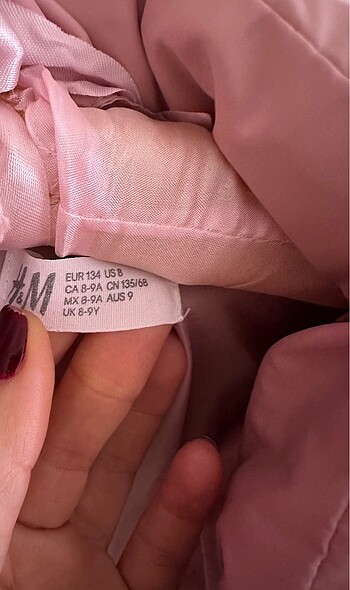 H&M
EUR 134 US 8
CA 8-9A CN 135/68
MX 8-9A AUS 9
UK 8-9Y